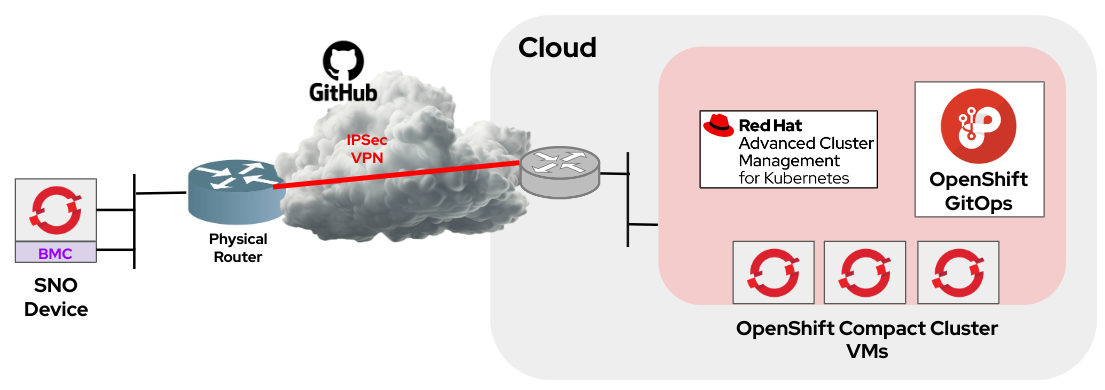 Cloud
GitHub
IPSec
VPN
Red Hat
Advanced Cluster
Management
for Kubernetes
OpenShift
GitOps
BMC
SNO
Device
Physical
Router
OpenShift Compact Cluster
VMs